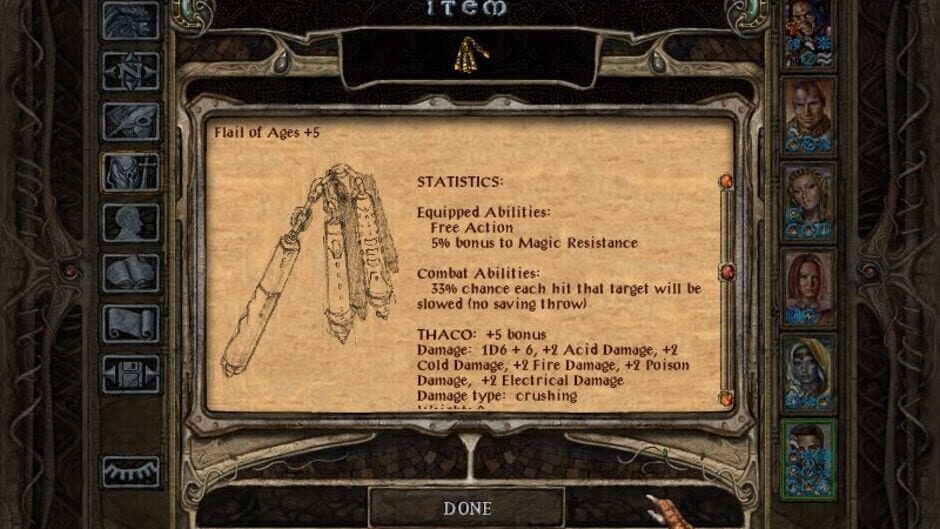 ITEM
Flail of Ages +5
STATISTICS:
Equipped Abilities:
Free Action
5% bonus to Magic Resistance
Combat Abilities:
33% chance each hit that target will be
slowed (no saving throw)
THAC0: +5 bonus
Damage: 1D6 + 6, +2 Acid Damage, +2
Cold Damage, +2 Fire Damage, +2 Poison
Damage, +2 Electrical Damage
Damage type: crushing
DONE